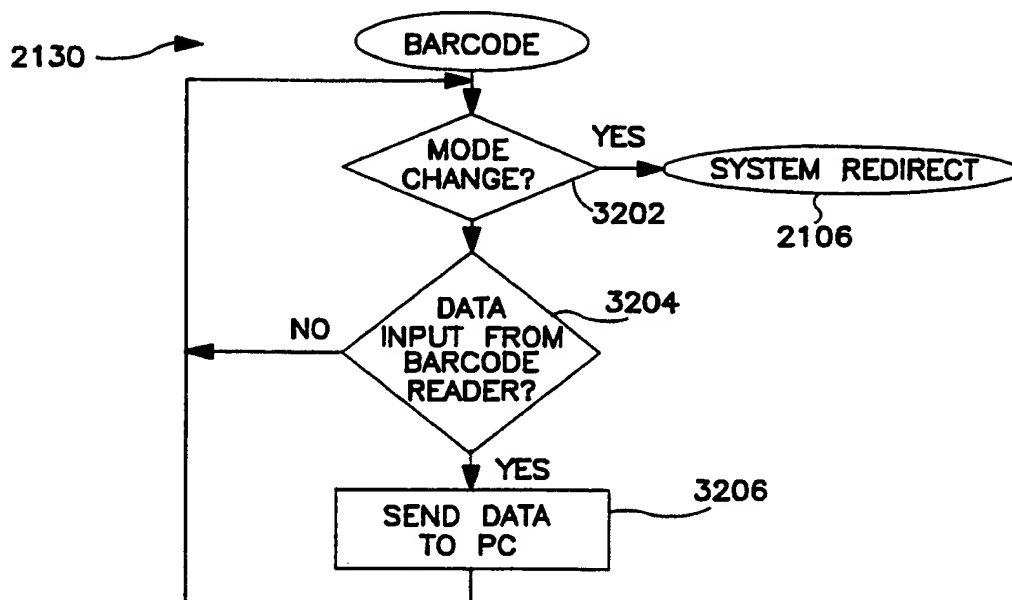 2130
BARCODE
MODE
CHANGE?
YES
SYSTEM REDIRECT
3202
2106
DATA
INPUT FROM
BARCODE
READER?
3204
NO
YES
SEND DATA
TO PC
3206